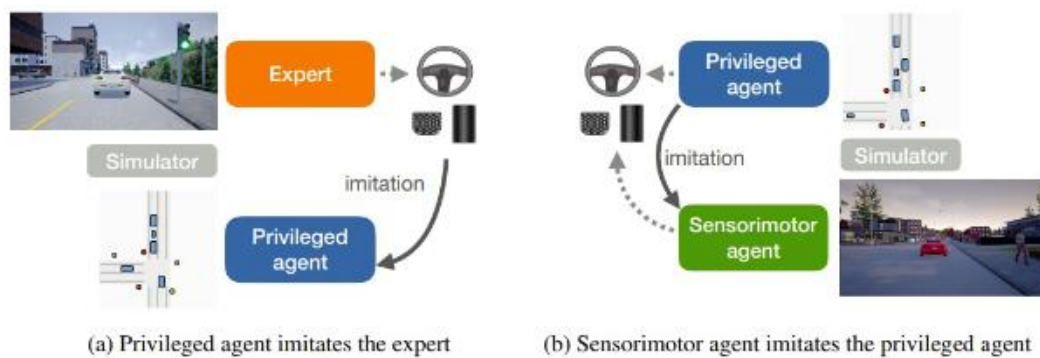 Expert
Simulator
imitation
Privileged
agent
(a) Privileged agent imitates the expert
Privileged
agent
imitation
Simulator
Sensorimotor
agent
(b) Sensorimotor agent imitates the privileged agent